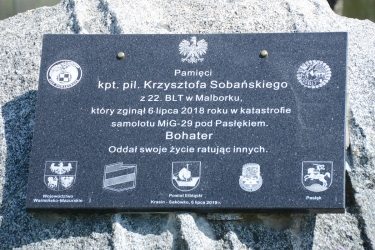 Pamięci
kpt. pil. Krzysztofa Sobańskiego
z 22. BLT w Malborku,
który zginął 6 lipca 2018 roku w katastrofie
samolotu MiG-29 pod Pasłękiem.
Bohater
Oddał swoje życie ratując innych.
Województwo
Warmińsko-Mazurskie
Powiat Elbląski
Pasłęk
Krasin - Sakówko, 6 lipca 2019 r.